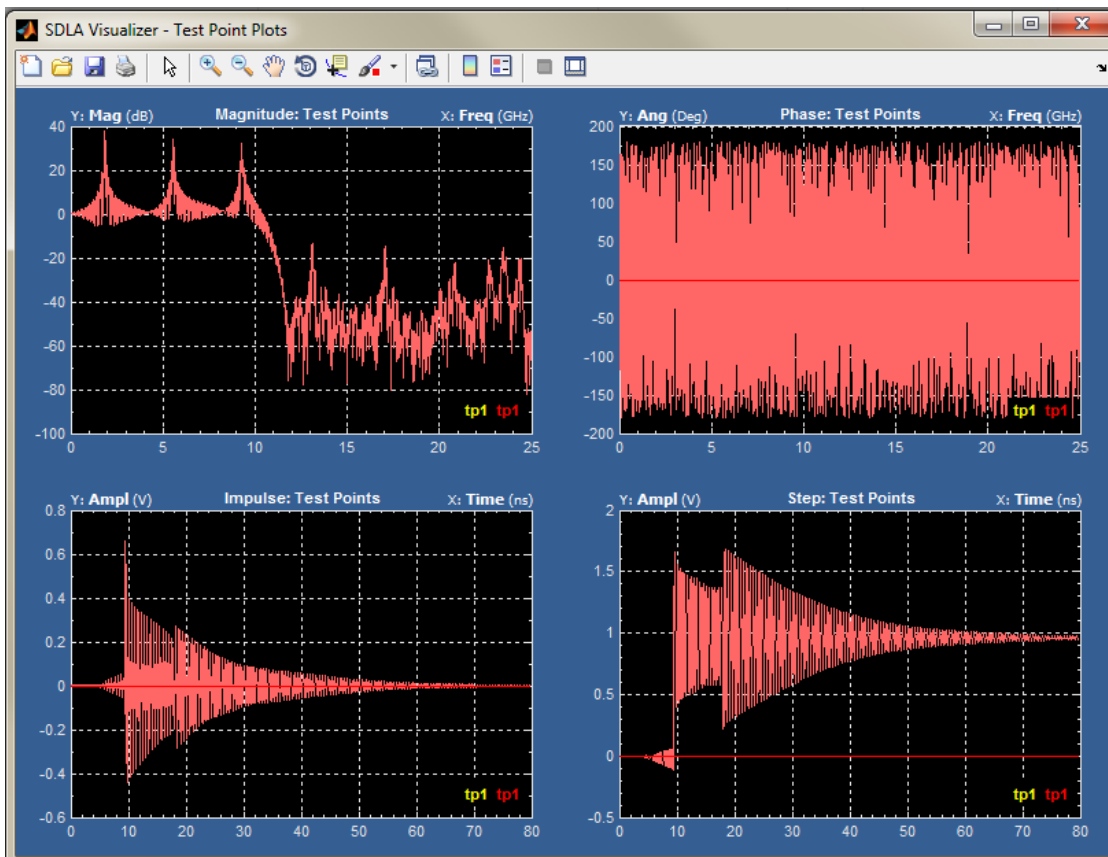 SDLA Visualizer - Test Point Plots
Y: Mag (dB) Magnitude: Test Points X: Freq (GHz)
40
20
0
-20
-40
-60
-80
-100
0 5 10 15 20 25
tp1 tp1
Y: Ang (Deg) Phase: Test Points X: Freq (GHz)
200
150
100
50
0
-50
-100
-150
-200
0 5 10 15 20 25
tp1 tp1
Y: Ampl (V) Impulse: Test Points X: Time (ns)
0.8
0.6
0.4
0.2
0
-0.2
-0.4
-0.6
0 10 20 30 40 50 60 70 80
tp1 tp1
Y: Ampl (V) Step: Test Points X: Time (ns)
2
1.5
1
0.5
0
-0.5
0 10 20 30 40 50 60 70 80
tp1 tp1